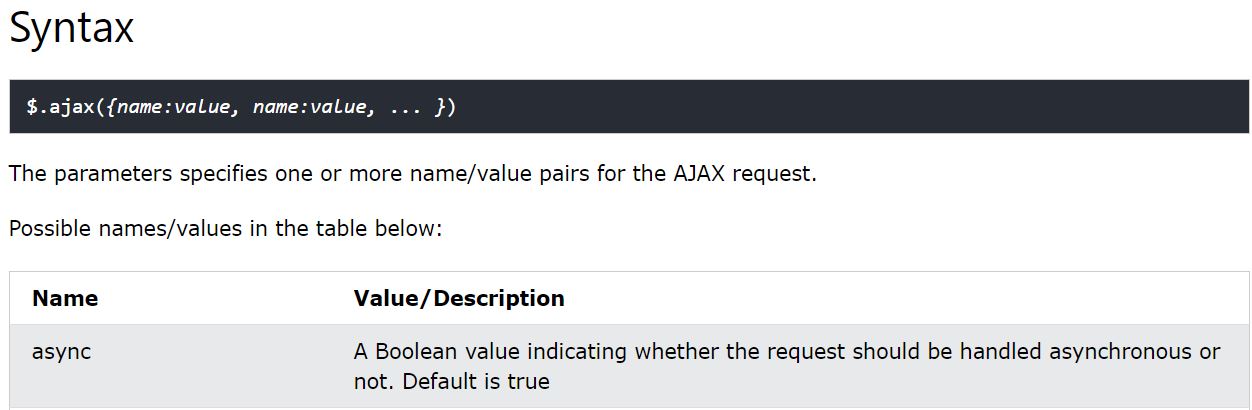 Syntax
$.ajax({name:value, name:value, ... })
The parameters specifies one or more name/value pairs for the AJAX request.
Possible names/values in the table below:
Name Value/Description
async A Boolean value indicating whether the request should be handled asynchronous or
not. Default is true